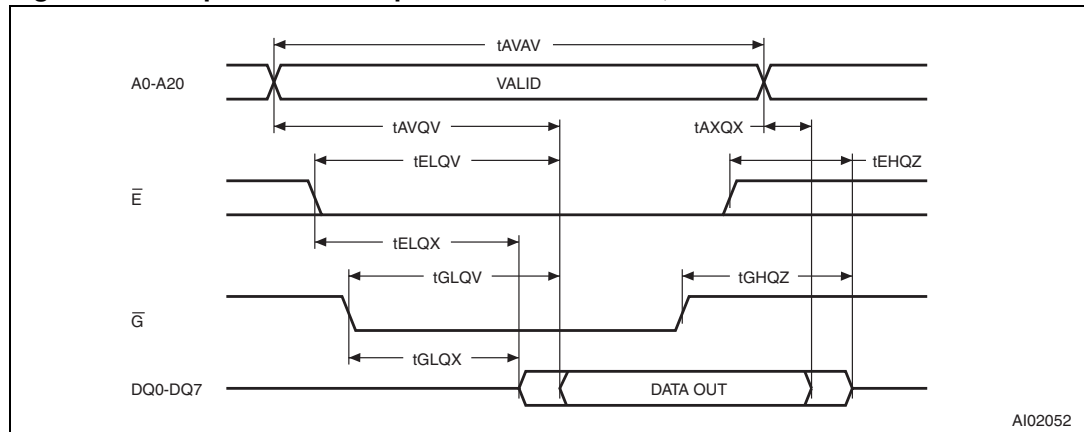 tAVAV
A0-A20
VALID
tAVQV
tAXQX
tELQV
tEHQZ
E̅
tELQX
tGLQV
tGHQZ
G̅
tGLQX
DQ0-DQ7
DATA OUT
AI02052